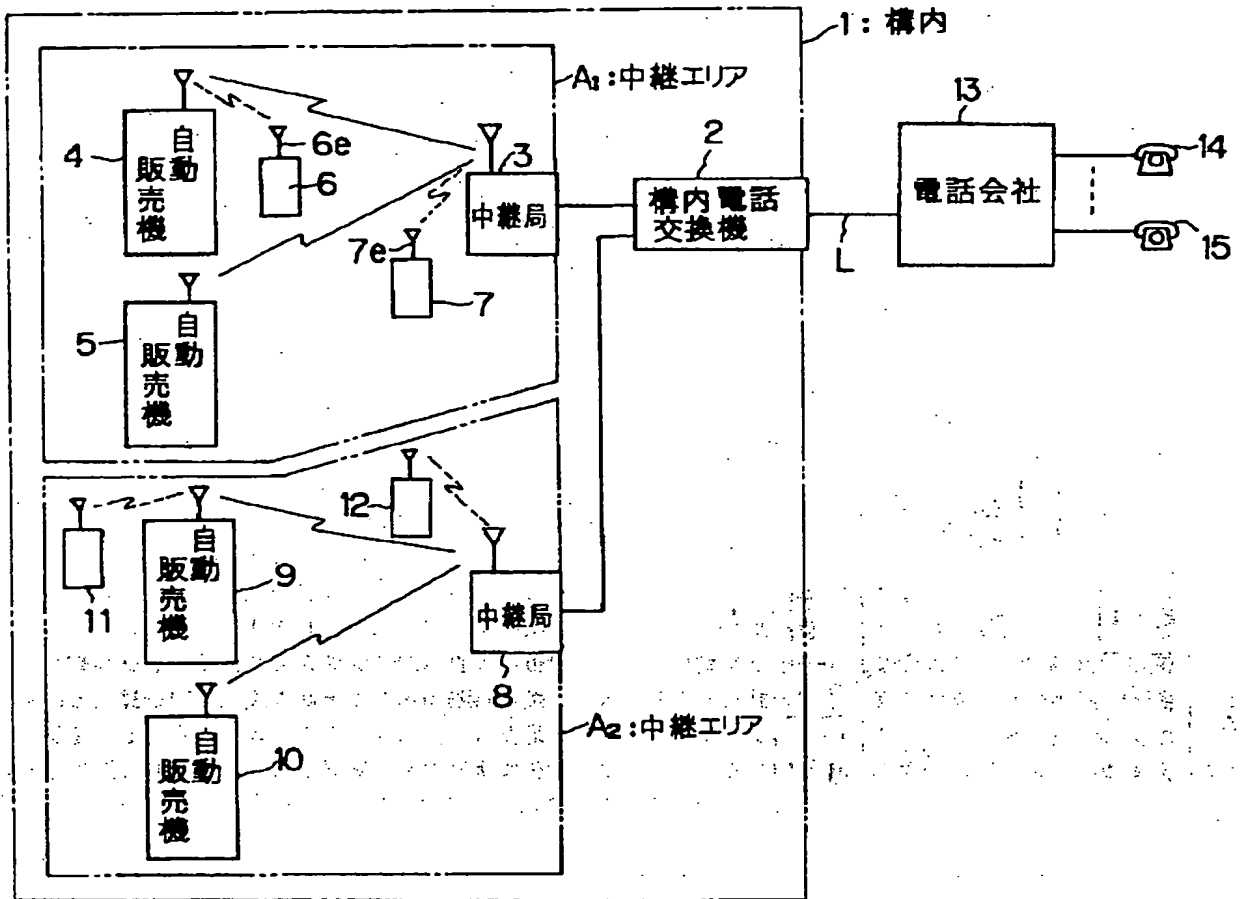 1:構内
A1:中継エリア
4
自動
販売機
6e
6
3
中継局
7e
7
5
自動
販売機
2
構内電話
交換機
L
13
電話会社
14
15
11
自動
販売機
9
12
中継局
8
自動
販売機
10
A2:中継エリア